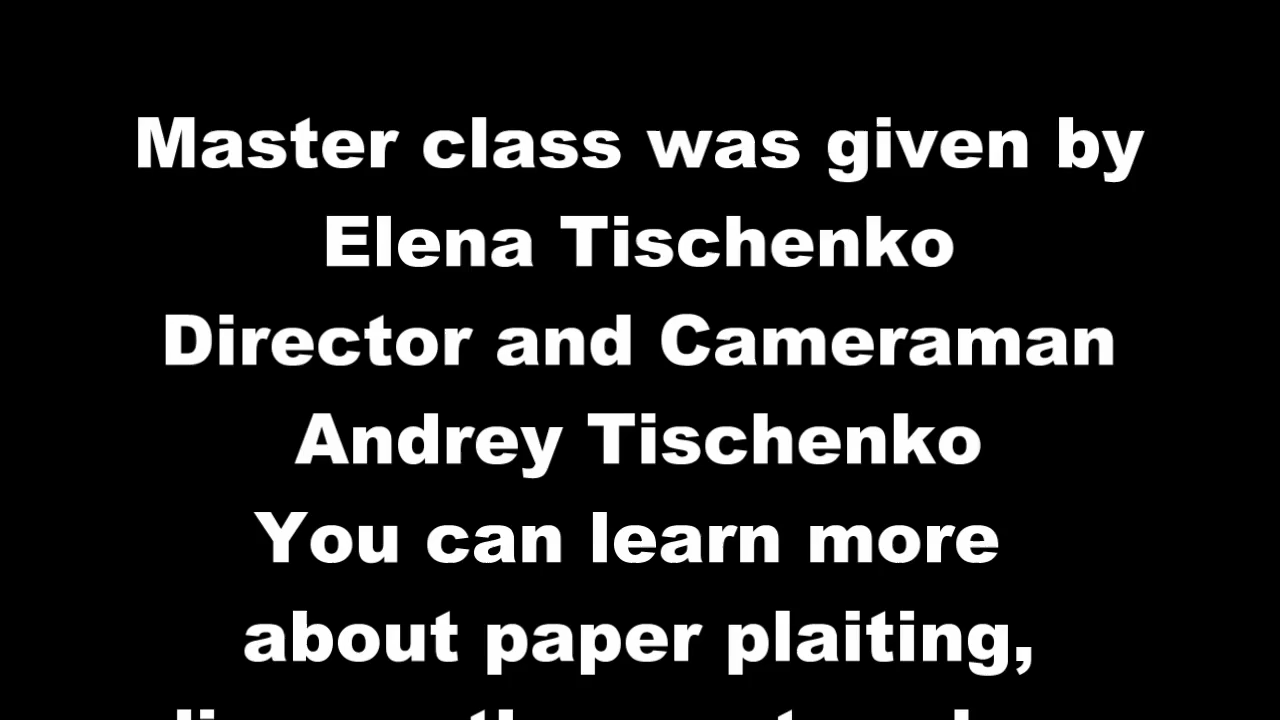 Master class was given by
Elena Tischenko
Director and Cameraman
Andrey Tischenko
You can learn more
about paper plaiting,